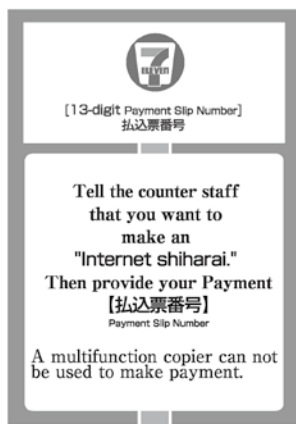 7
ELEVEN
[13-digit Payment Slip Number]
払込票番号
Tell the counter staff
that you want to
make an
"Internet shiharai."
Then provide your Payment
【払込票番号】
Payment Slip Number
A multifunction copier can not
be used to make payment.